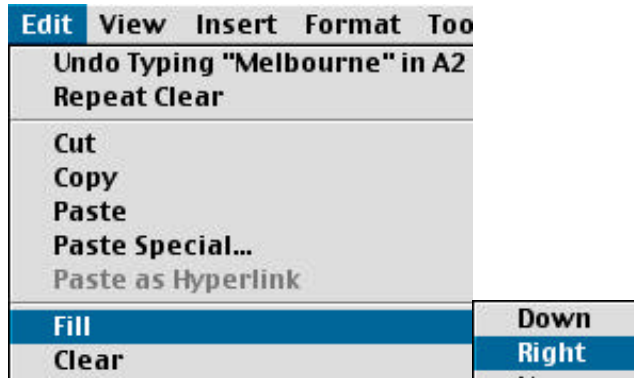 Edit View Insert Format Too
Undo Typing "Melbourne" in A2
Repeat Clear
Cut
Copy
Paste
Paste Special...
Paste as Hyperlink
Fill
Down
Clear
Right